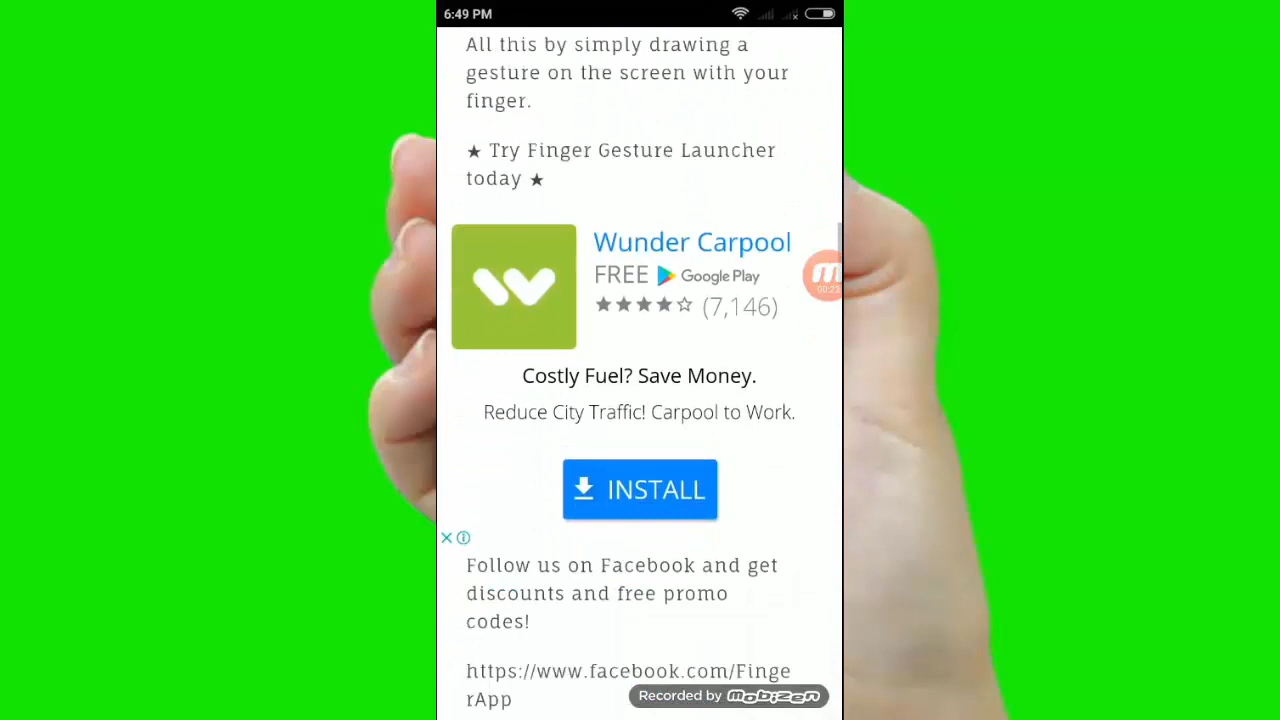 6:49 PM
All this by simply drawing a
gesture on the screen with your
finger.
★ Try Finger Gesture Launcher
today ★
Wunder Carpool
FREE Google Play
(7,146)
00:23
Costly Fuel? Save Money.
Reduce City Traffic! Carpool to Work.
INSTALL
Follow us on Facebook and get
discounts and free promo
codes!
https://www.facebook.com/Finge
rApp
Recorded by mobizen